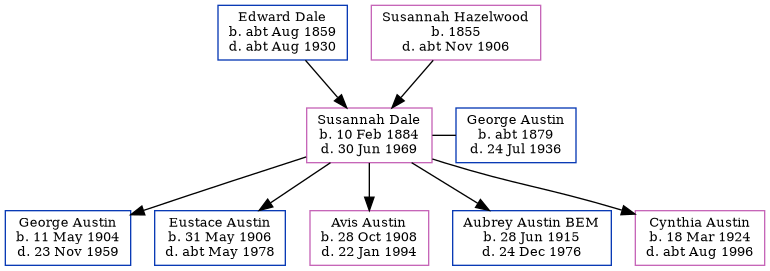 Edward Dale
b. abt Aug 1859
d. abt Aug 1930
Susannah Hazelwood
b. 1855
d. abt Nov 1906
Susannah Dale
b. 10 Feb 1884
d. 30 Jun 1969
George Austin
b. abt 1879
d. 24 Jul 1936
George Austin
b. 11 May 1904
d. 23 Nov 1959
Eustace Austin
b. 31 May 1906
d. abt May 1978
Avis Austin
b. 28 Oct 1908
d. 22 Jan 1994
Aubrey Austin BEM
b. 28 Jun 1915
d. 24 Dec 1976
Cynthia Austin
b. 18 Mar 1924
d. abt Aug 1996